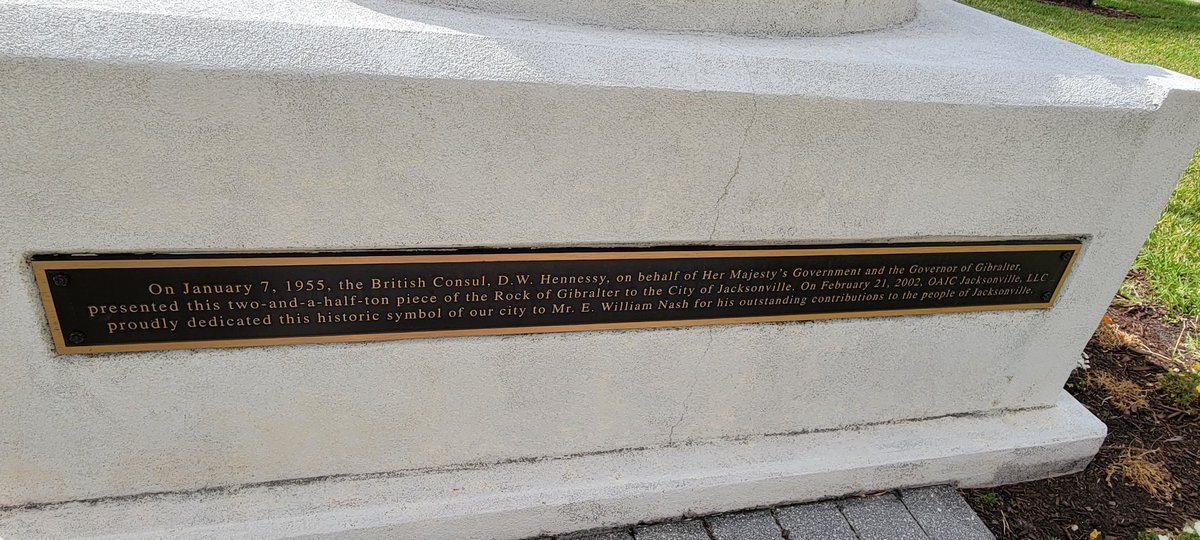 On January 7, 1955, the British Consul, D.W. Hennessy, on behalf of Her Majesty's Government and the Governor of Gibralter,
presented this two-and-a-half-ton piece of the Rock of Gibralter to the City of Jacksonville. On February 21, 2002, OAIC Jacksonville, LLC
proudly dedicated this historic symbol of our city to Mr. E. William Nash for his outstanding contributions to the people of Jacksonville.